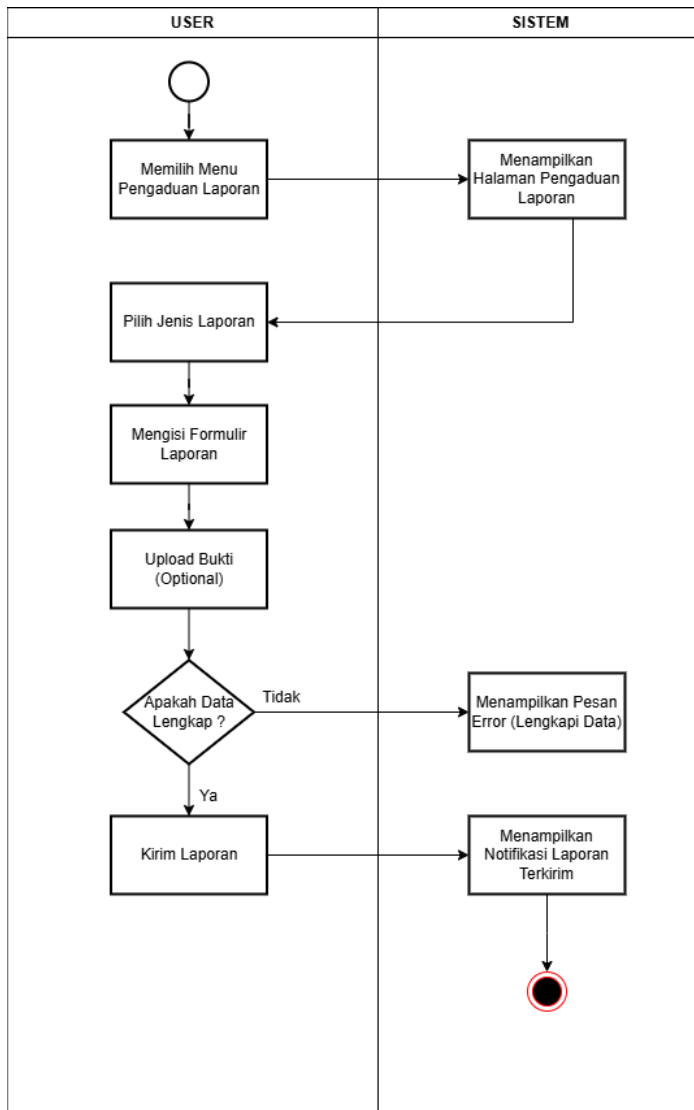 USER
SISTEM
Memilih Menu
Pengaduan Laporan
Menampilkan
Halaman Pengaduan
Laporan
Pilih Jenis Laporan
Mengisi Formulir
Laporan
Upload Bukti
(Optional)
Apakah Data
Lengkap ?
Tidak
Menampilkan Pesan
Error (Lengkapi Data)
Ya
Kirim Laporan
Menampilkan
Notifikasi Laporan
Terkirim